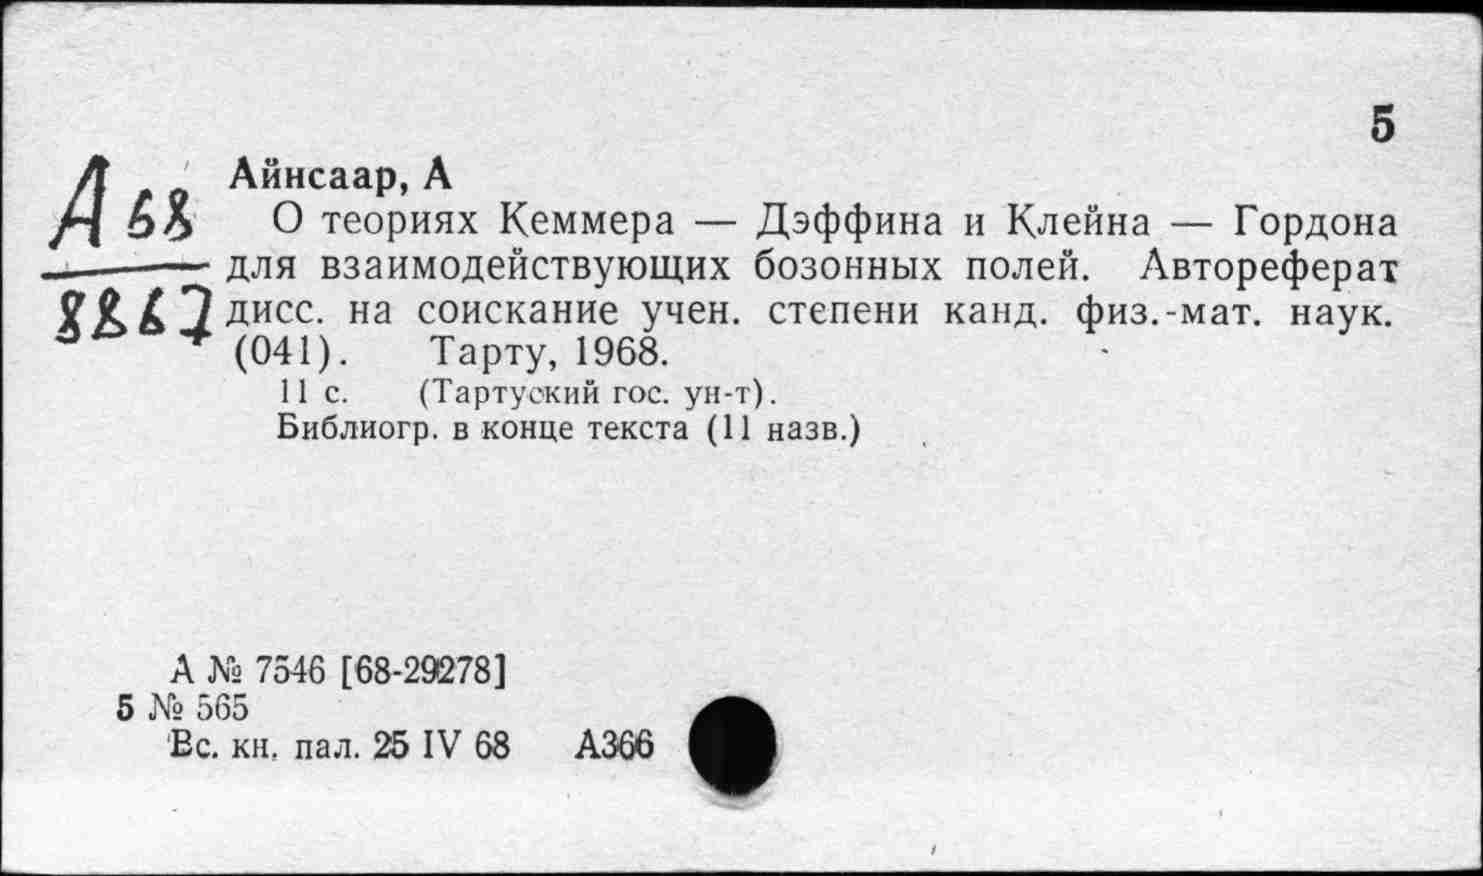 5
А68
8867
Айнсаар, А
О теориях Кеммера — Дэффина и Клейна — Гордона
для взаимодействующих бозонных полей. Автореферат
дисс. на соискание учен. степени канд. физ.-мат. наук.
(041). Тарту, 1968.
11 с. (Тартуский гос. ун-т).
Библиогр. в конце текста (11 назв.)
А № 7546 [68-29278]
5 № 565
Вс. кн. пал. 25 IV 68 А366